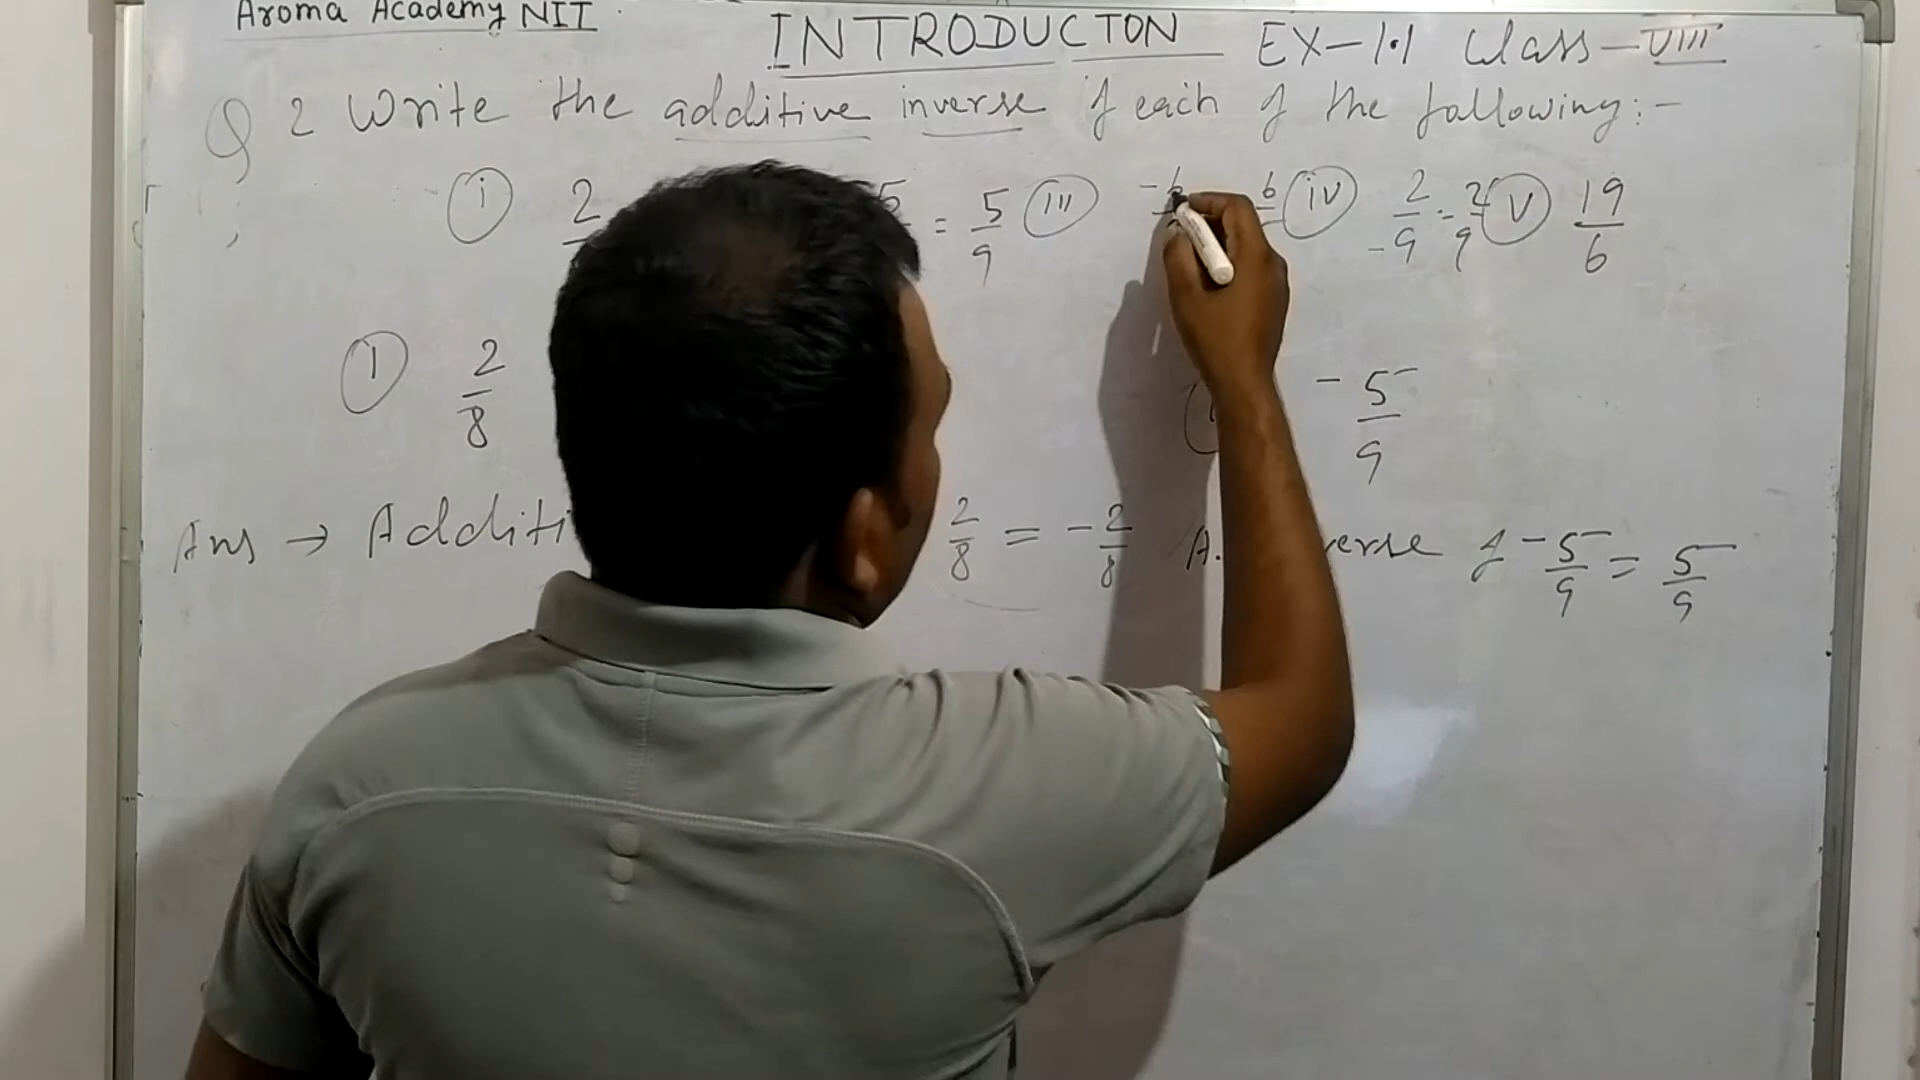 Aroma Academy NIT
INTRODUCTON EX-1.1 Class-VIII
Q 2 Write the additive inverse of each of the following:-
(i) 2 5 = 5/9 (iii) -6 6 (iv) 2/-9 = -2/9 (v) 19/6
(i) 2/8 -5/9
Ans → Additi 2/8 = -2/8 A. erse of -5/9 = 5/9